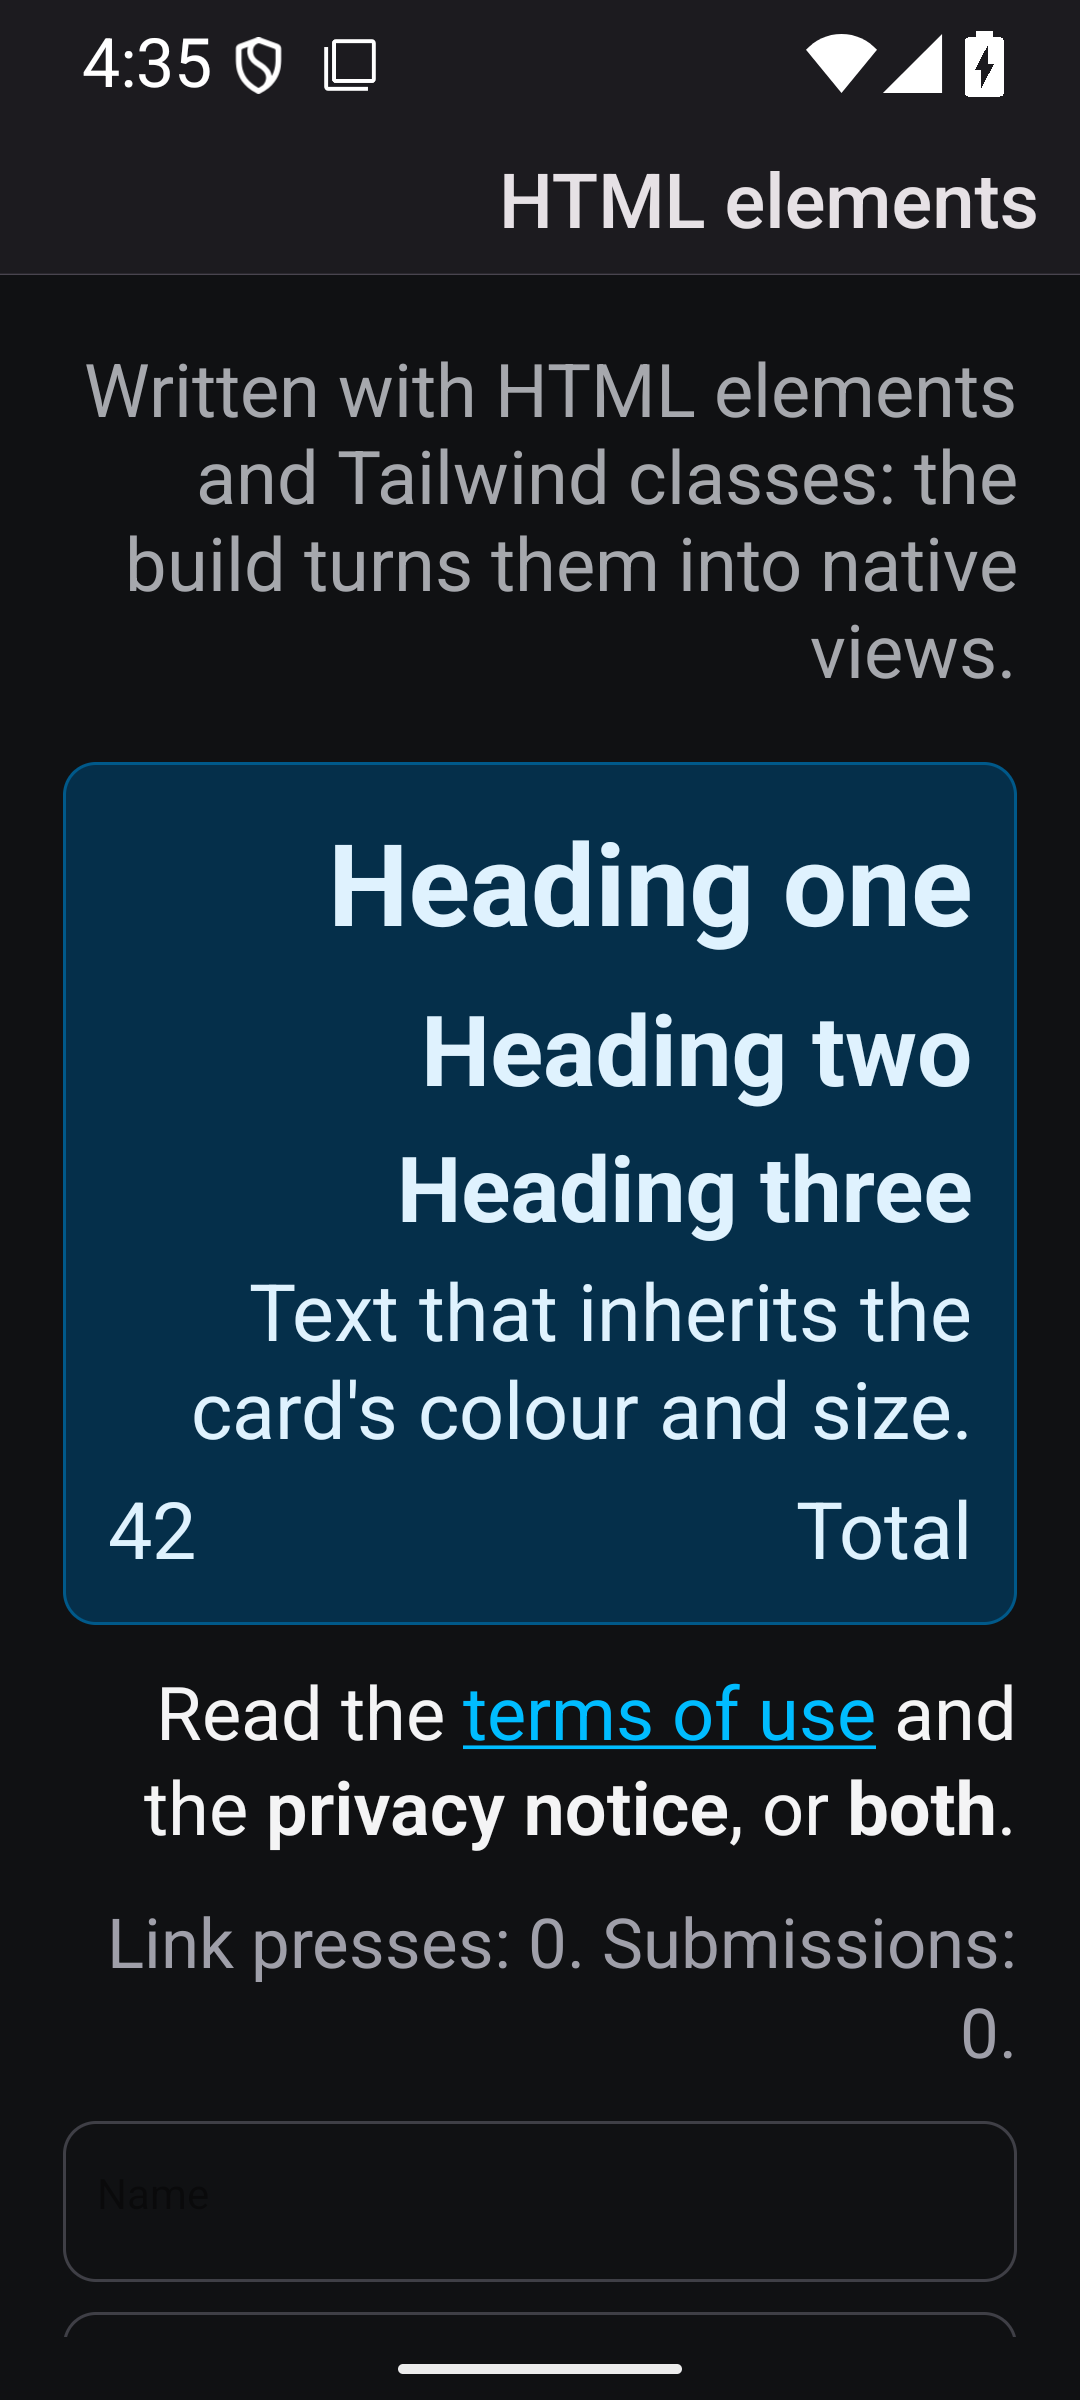 4:35
HTML elements
Written with HTML elements
and Tailwind classes: the
build turns them into native
views.
Heading one
Heading two
Heading three
Text that inherits the
card's colour and size.
42 Total
Read the terms of use and
the privacy notice, or both.
Link presses: 0. Submissions:
0.
Name